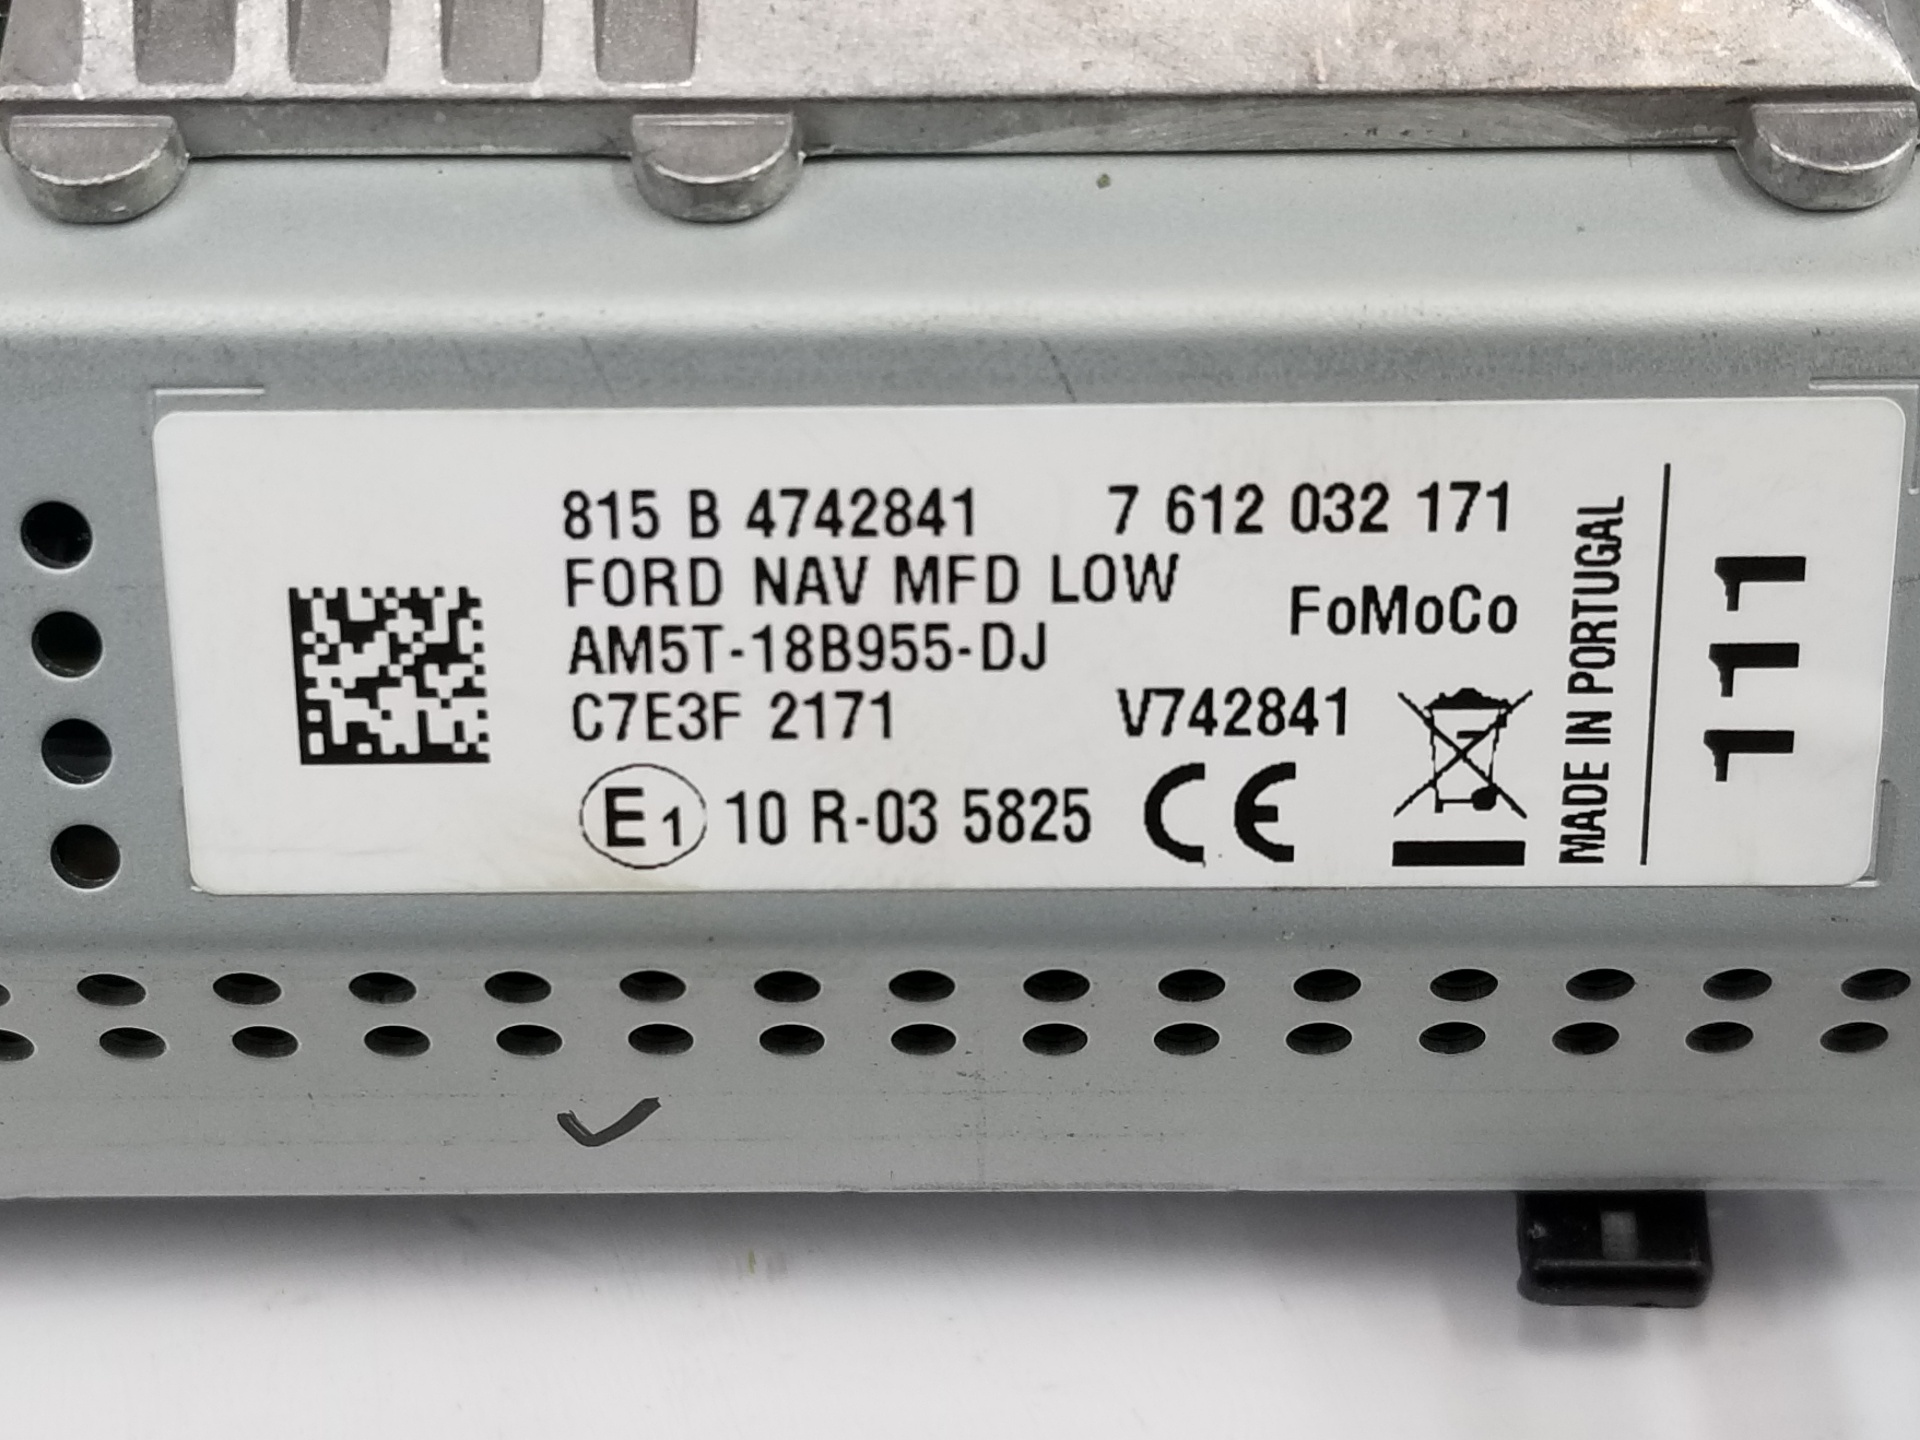 815 B 4742841 7 612 032 171
FORD NAV MFD LOW
FoMoCo
AM5T-18B955-DJ
C7E3F 2171 V742841
E1 10 R-03 5825 CE
7
MADE IN PORTUGAL
111